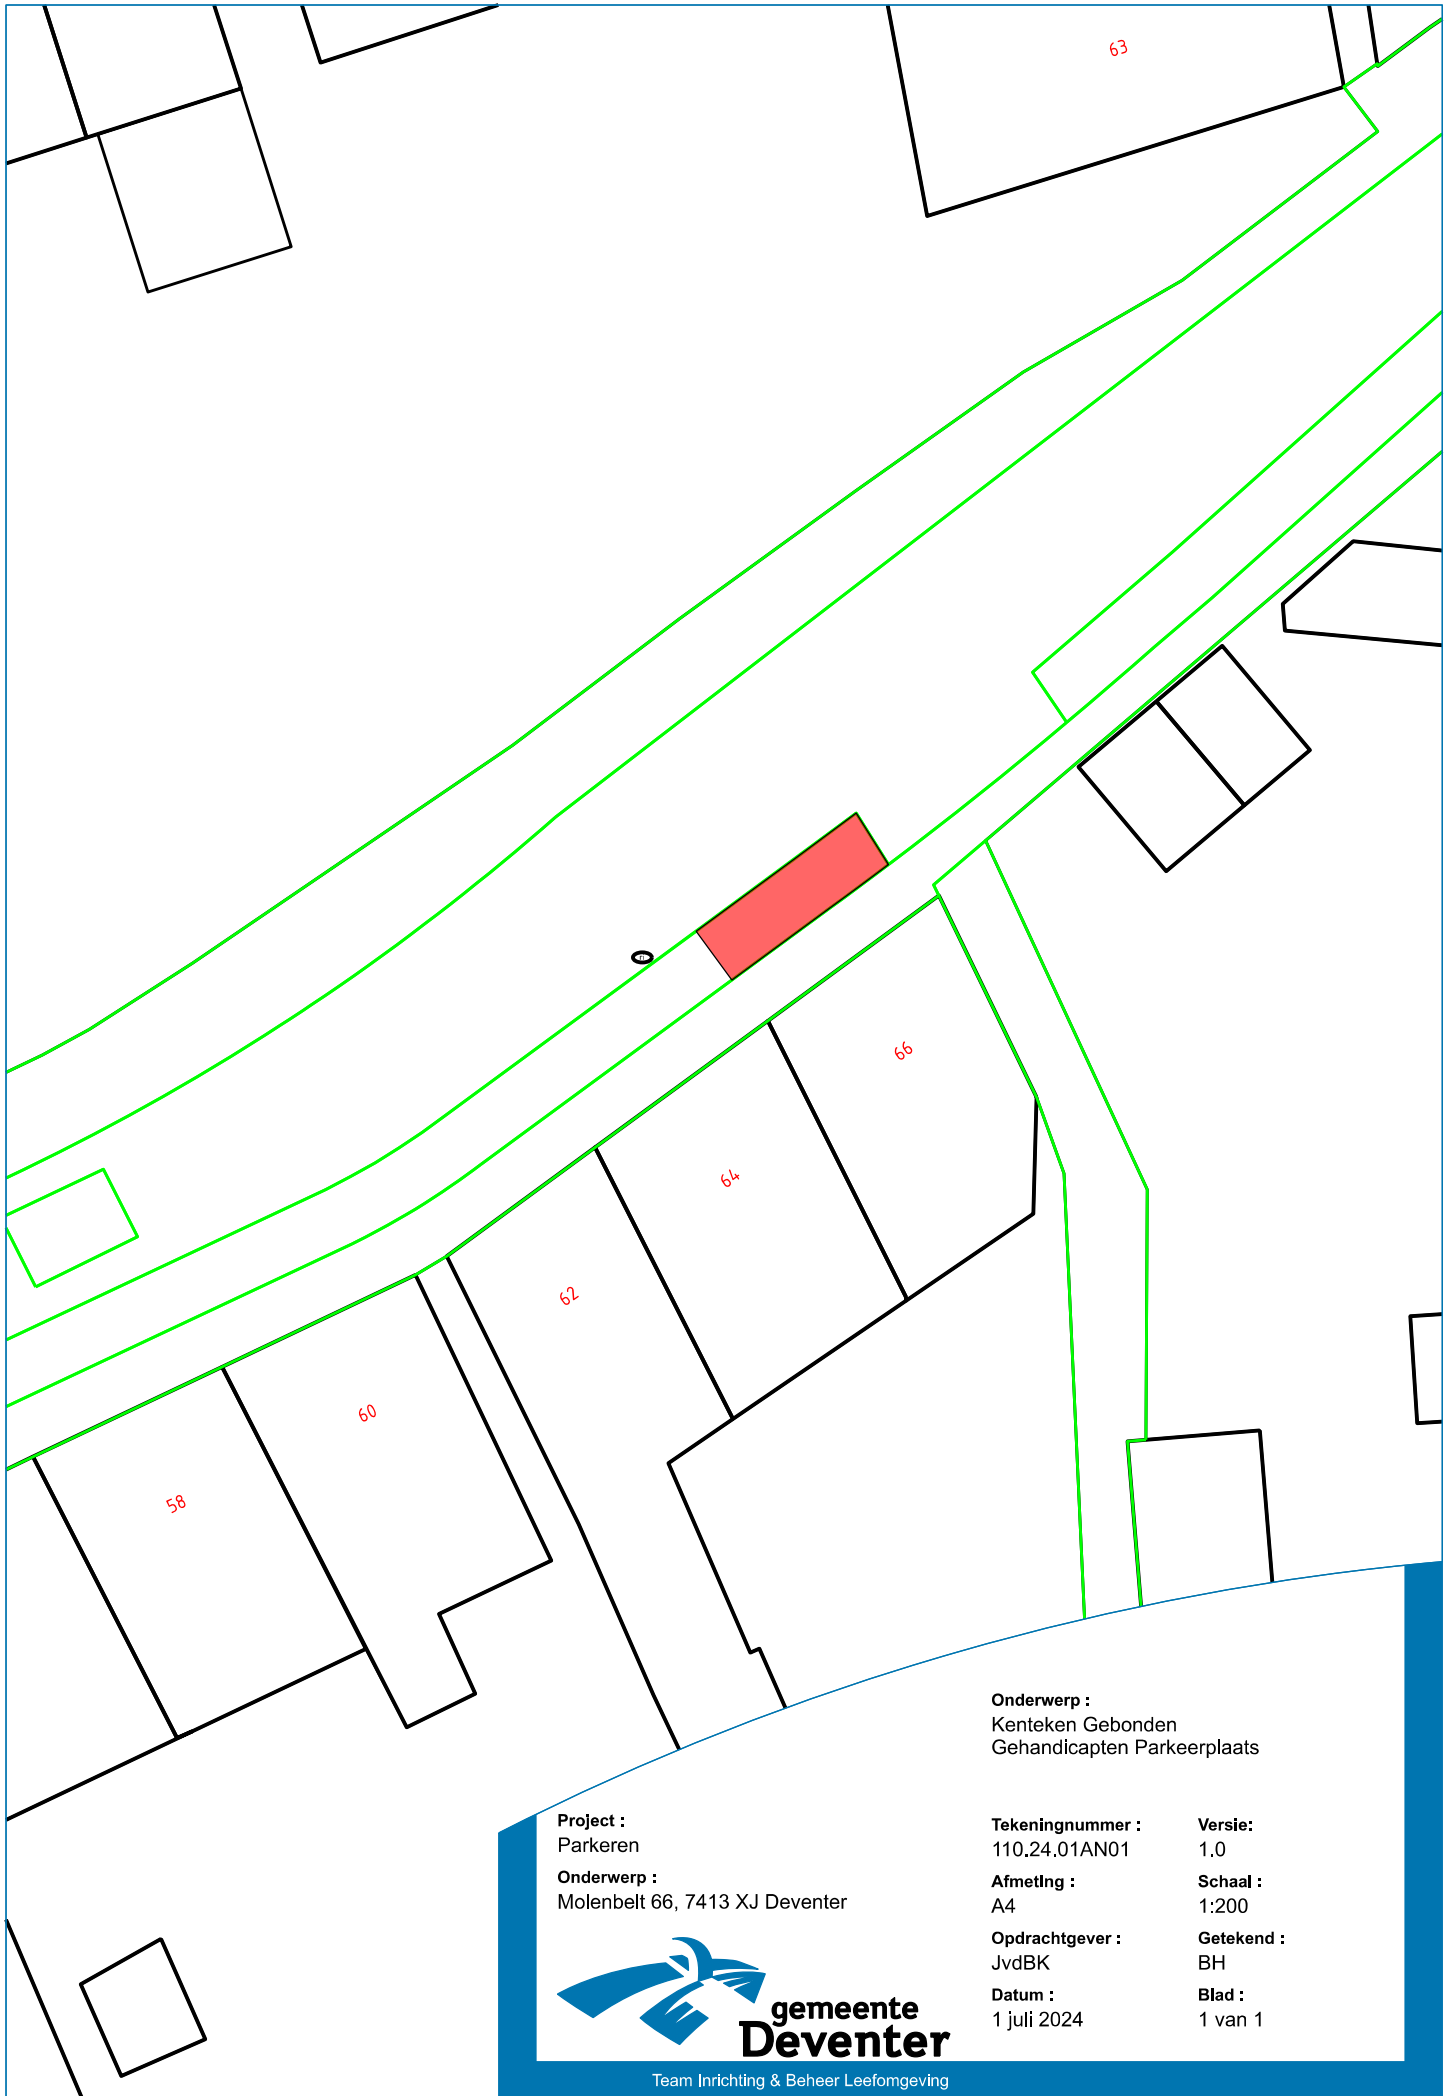 63
66
64
62
60
58
Onderwerp :
Kenteken Gebonden
Gehandicapten Parkeerplaats
Project :
Parkeren
Onderwerp :
Molenbelt 66, 7413 XJ Deventer
Tekeningnummer :
110.24.01AN01
Versie:
1.0
Afmeting :
A4
Schaal :
1:200
Opdrachtgever :
JvdBK
Getekend :
BH
Datum :
1 juli 2024
Blad :
1 van 1
gemeente
Deventer
Team Inrichting & Beheer Leefomgeving